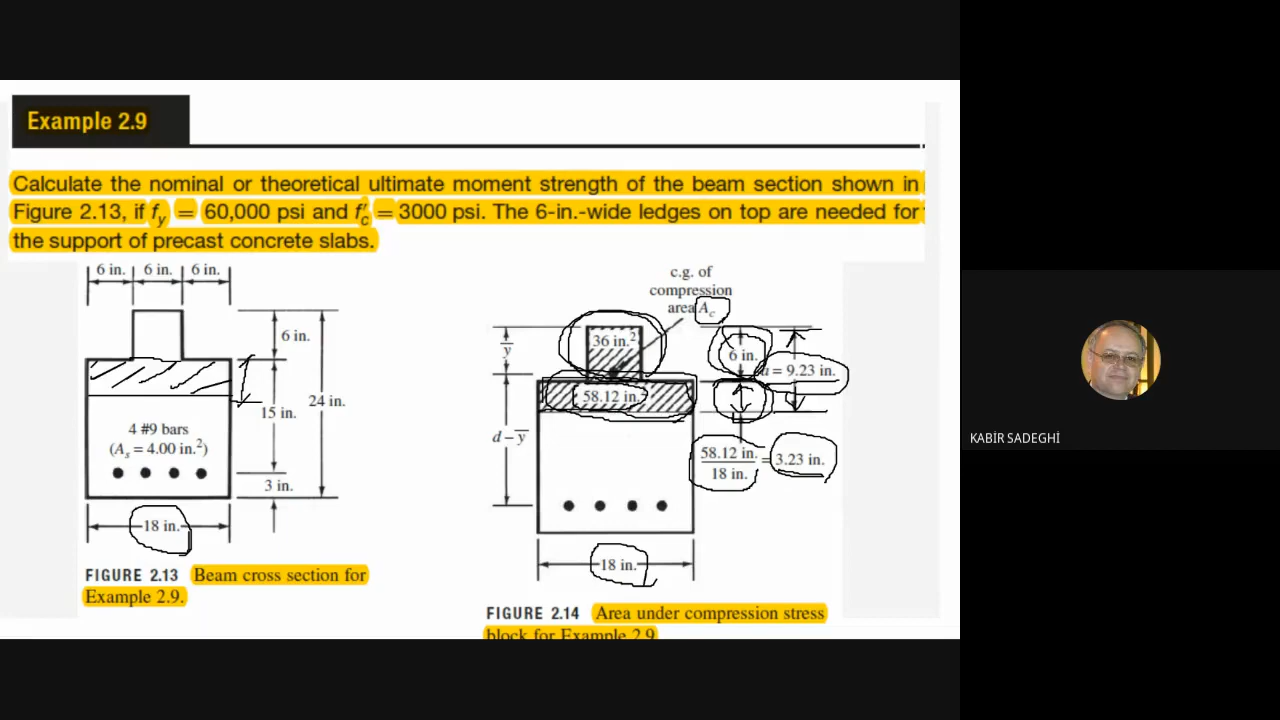 Example 2.9
Calculate the nominal or theoretical ultimate moment strength of the beam section shown in
Figure 2.13, if fy = 60,000 psi and f′c = 3000 psi. The 6-in.-wide ledges on top are needed for
the support of precast concrete slabs.
6 in. 6 in. 6 in.
6 in.
15 in.
24 in.
4 #9 bars
(As = 4.00 in.²)
3 in.
18 in.
FIGURE 2.13 Beam cross section for
Example 2.9.
c.g. of
compression
area Ac
36 in.²
y̅
6 in.
a = 9.23 in.
58.12 in.²
d – y̅
58.12 in.
18 in.
= 3.23 in.
18 in.
FIGURE 2.14 Area under compression stress
block for Example 2.9
KABİR SADEGHİ